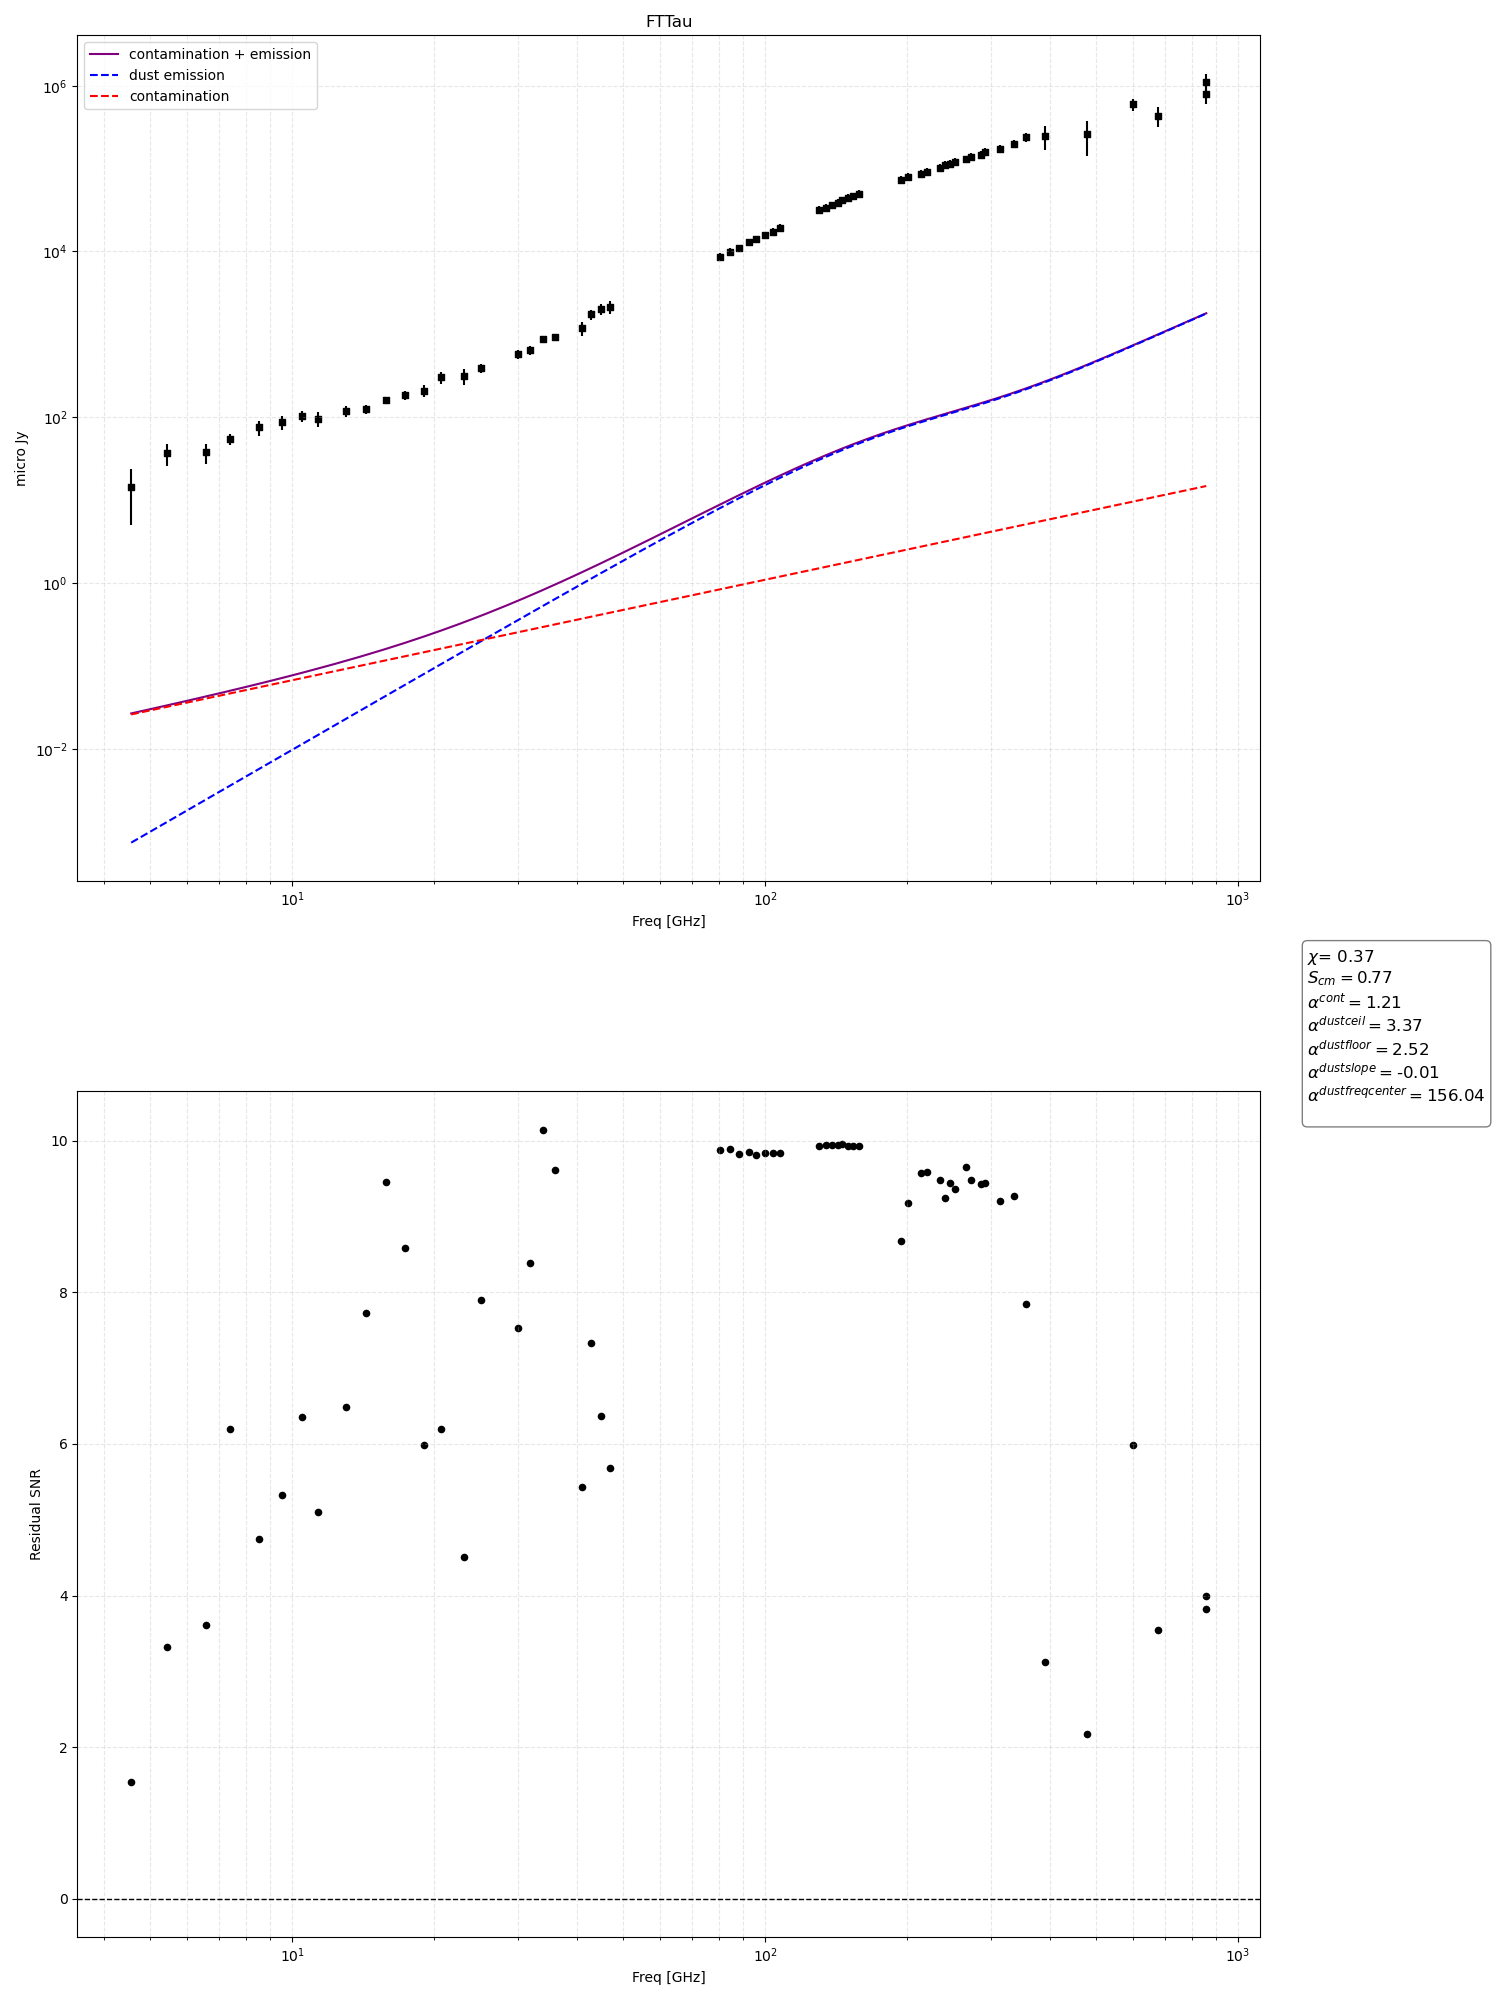 FTTau
contamination + emission
dust emission
contamination
10^6
10^4
10^2
10^0
10^−2
micro Jy
10^1 10^2 10^3
Freq [GHz]
χ= 0.37
S_cm = 0.77
α^cont = 1.21
α^dustceil = 3.37
α^dustfloor = 2.52
α^dustslope = -0.01
α^dustfreqcenter = 156.04
10
8
6
4
2
0
Residual SNR
10^1 10^2 10^3
Freq [GHz]